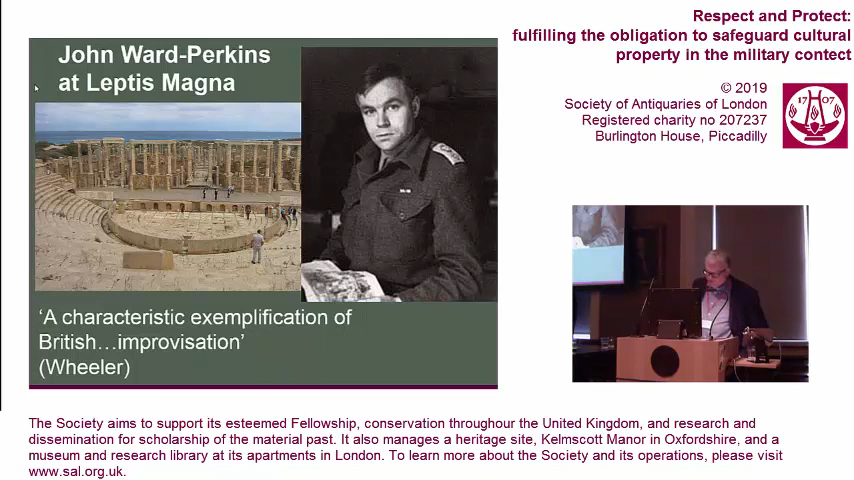 John Ward-Perkins
at Leptis Magna
'A characteristic exemplification of
British...improvisation'
(Wheeler)
Respect and Protect:
fulfilling the obligation to safeguard cultural
property in the military contect
© 2019
Society of Antiquaries of London
Registered charity no 207237
Burlington House, Piccadilly
1707
The Society aims to support its esteemed Fellowship, conservation throughour the United Kingdom, and research and
dissemination for scholarship of the material past. It also manages a heritage site, Kelmscott Manor in Oxfordshire, and a
museum and research library at its apartments in London. To learn more about the Society and its operations, please visit
www.sal.org.uk.